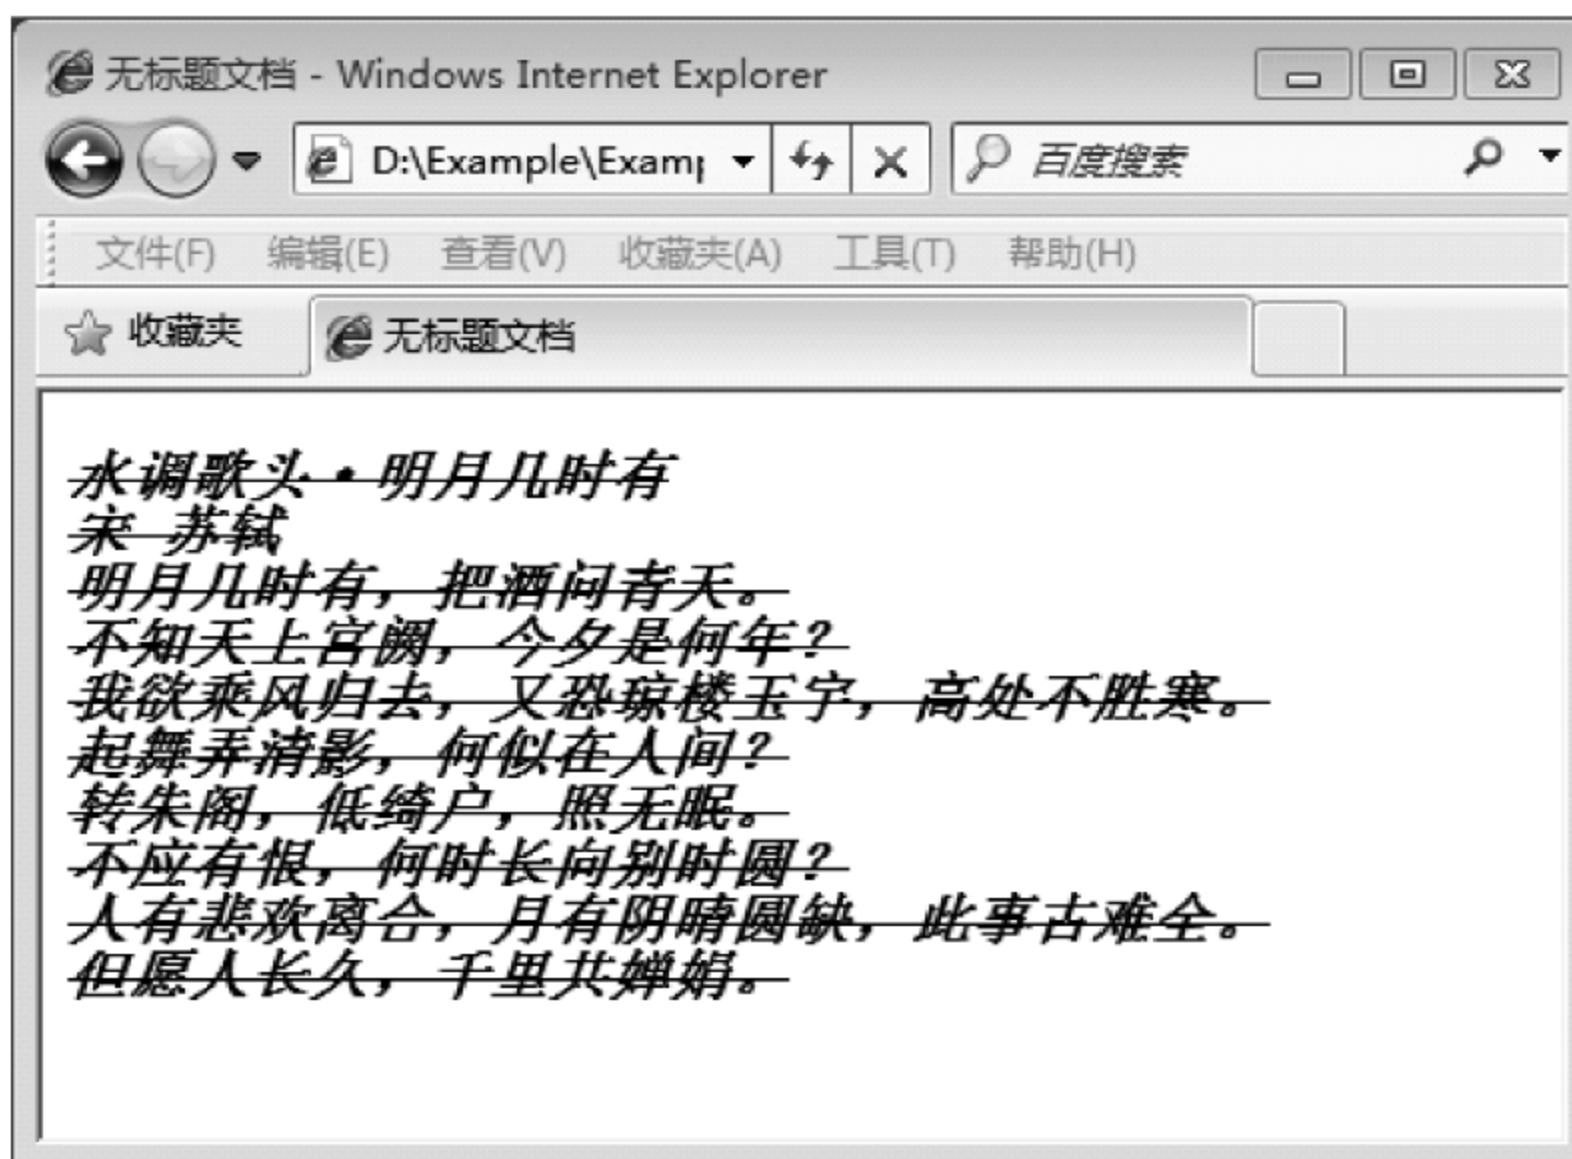 无标题文档 - Windows Internet Explorer
D:\Example\Examp
百度搜索
文件(F) 编辑(E) 查看(V) 收藏夹(A) 工具(T) 帮助(H)
收藏夹 无标题文档
水调歌头·明月几时有
宋 苏轼
明月几时有，把酒问青天。
不知天上宫阙，今夕是何年？
我欲乘风归去，又恐琼楼玉宇，高处不胜寒。
起舞弄清影，何似在人间？
转朱阁，低绮户，照无眠。
不应有恨，何时长向别时圆？
人有悲欢离合，月有阴晴圆缺，此事古难全。
但愿人长久，千里共婵娟。